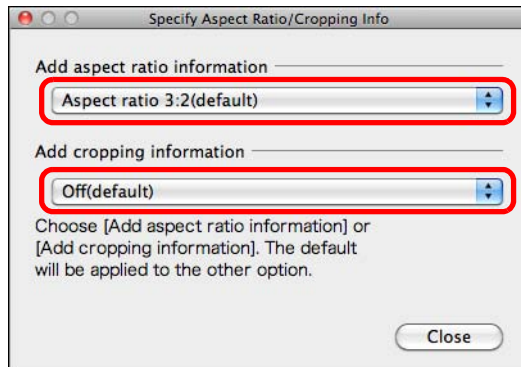 Specify Aspect Ratio/Cropping Info
Add aspect ratio information
Aspect ratio 3:2(default)
Add cropping information
Off(default)
Choose [Add aspect ratio information] or
[Add cropping information]. The default
will be applied to the other option.
Close